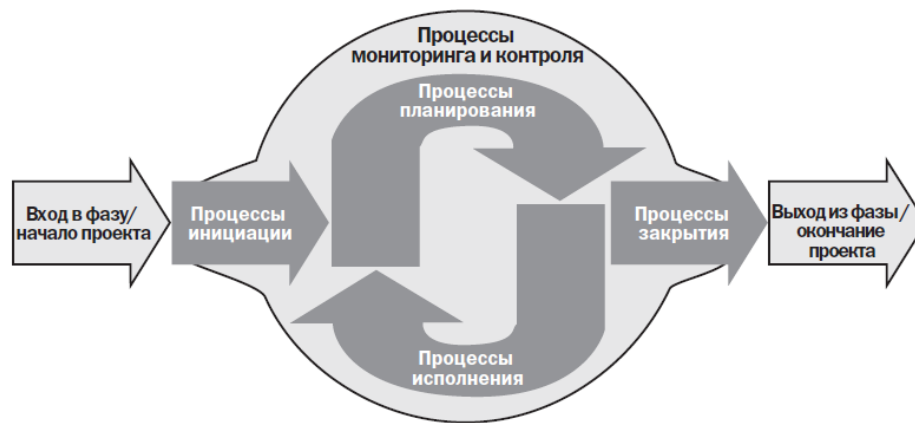 Процессы
мониторинга и контроля
Процессы
планирования
Вход в фазу/
начало проекта
Процессы
инициации
Процессы
закрытия
Выход из фазы/
окончание
проекта
Процессы
исполнения